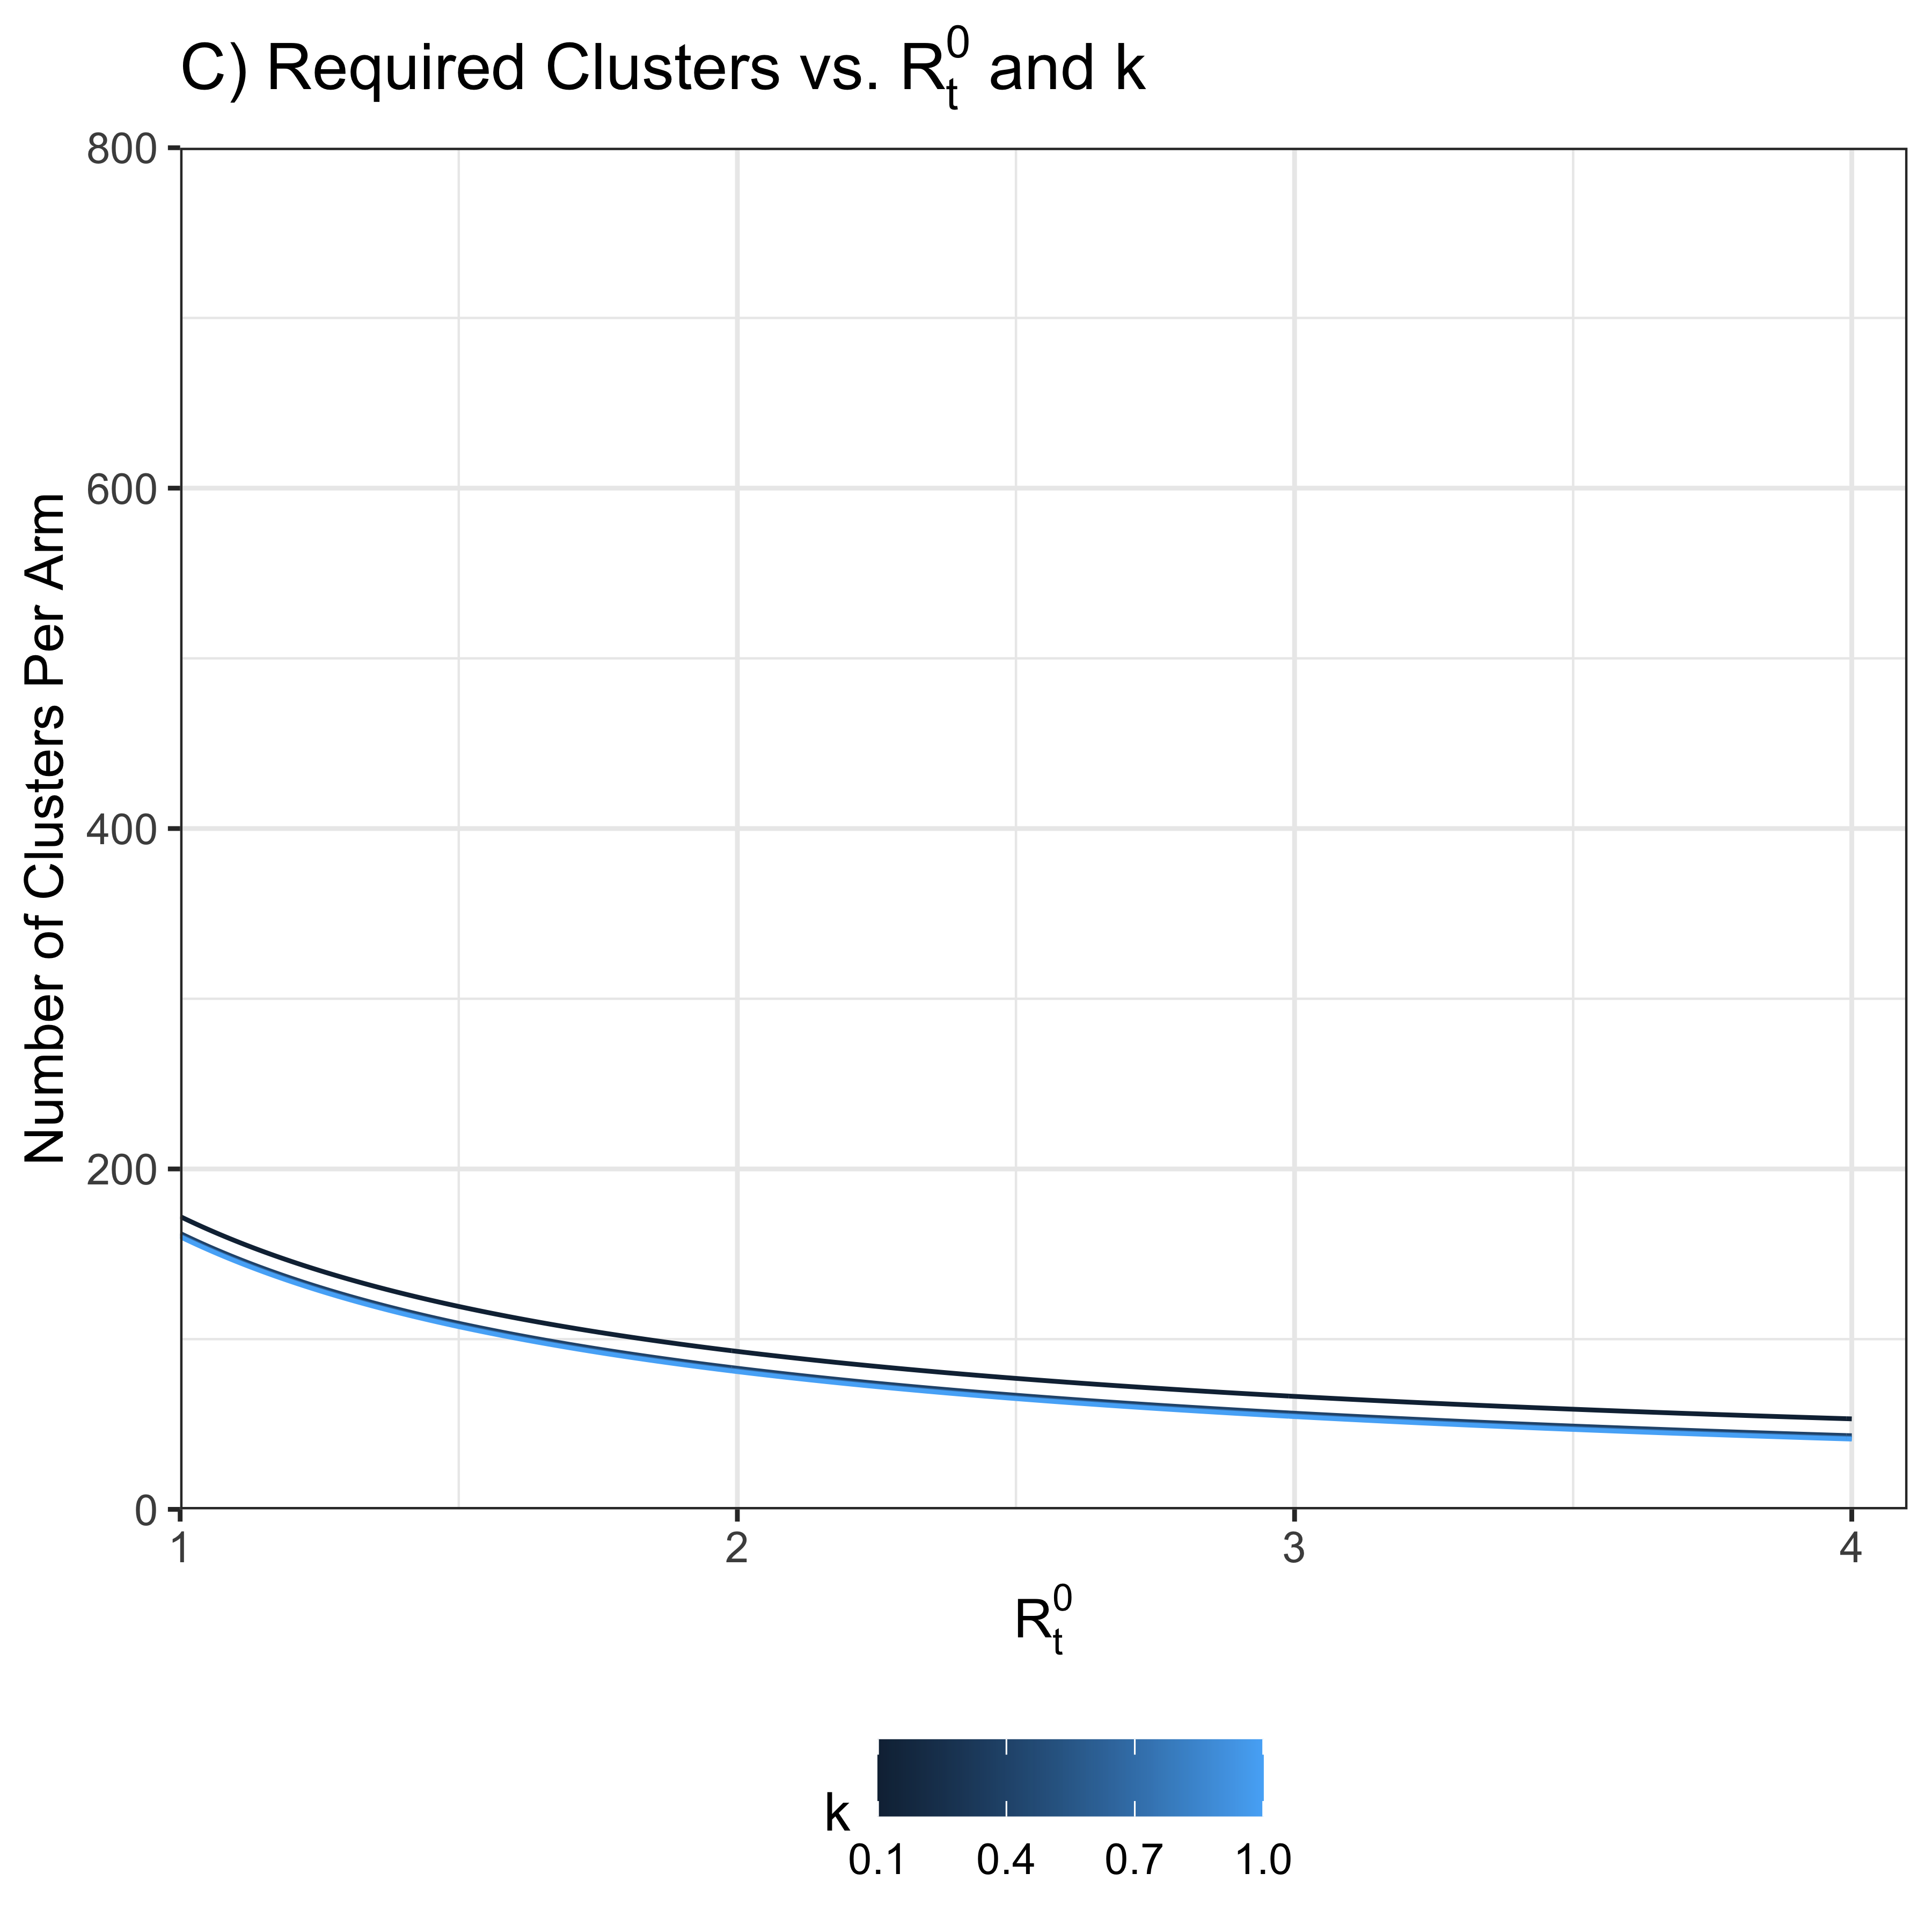 C) Required Clusters vs. R_t^0 and k
Number of Clusters Per Arm
800
600
400
200
0
1 2 3 4
R_t^0
k
0.1 0.4 0.7 1.0